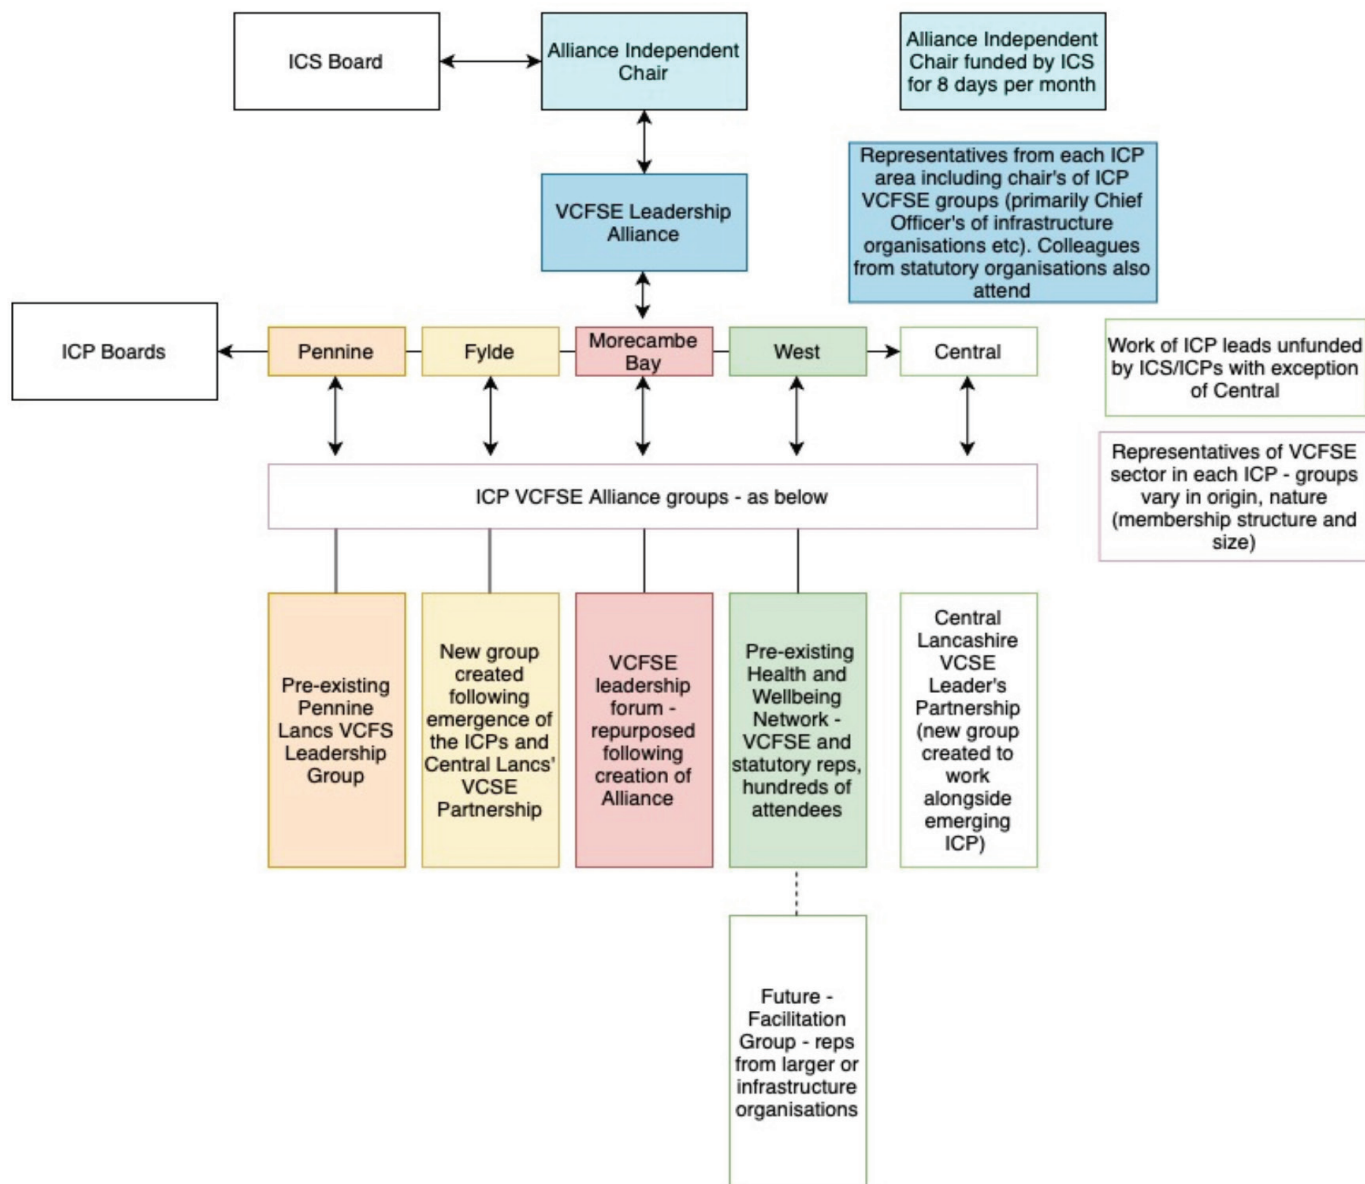 ICS Board
Alliance Independent
Chair
Alliance Independent
Chair funded by ICS
for 8 days per month
VCFSE Leadership
Alliance
Representatives from each ICP
area including chair's of ICP
VCFSE groups (primarily Chief
Officer's of infrastructure
organisations etc). Colleagues
from statutory organisations also
attend
ICP Boards
Pennine
Fylde
Morecambe
Bay
West
Central
Work of ICP leads unfunded
by ICS/ICPs with exception
of Central
Representatives of VCFSE
sector in each ICP - groups
vary in origin, nature
(membership structure and
size)
ICP VCFSE Alliance groups - as below
Pre-existing
Pennine
Lancs VCFS
Leadership
Group
New group
created
following
emergence of
the ICPs and
Central Lancs'
VCSE
Partnership
VCFSE
leadership
forum -
repurposed
following
creation of
Alliance
Pre-existing
Health and
Wellbeing
Network -
VCFSE and
statutory reps,
hundreds of
attendees
Central
Lancashire
VCSE
Leader's
Partnership
(new group
created to
work
alongside
emerging
ICP)
Future -
Facilitation
Group - reps
from larger or
infrastructure
organisations